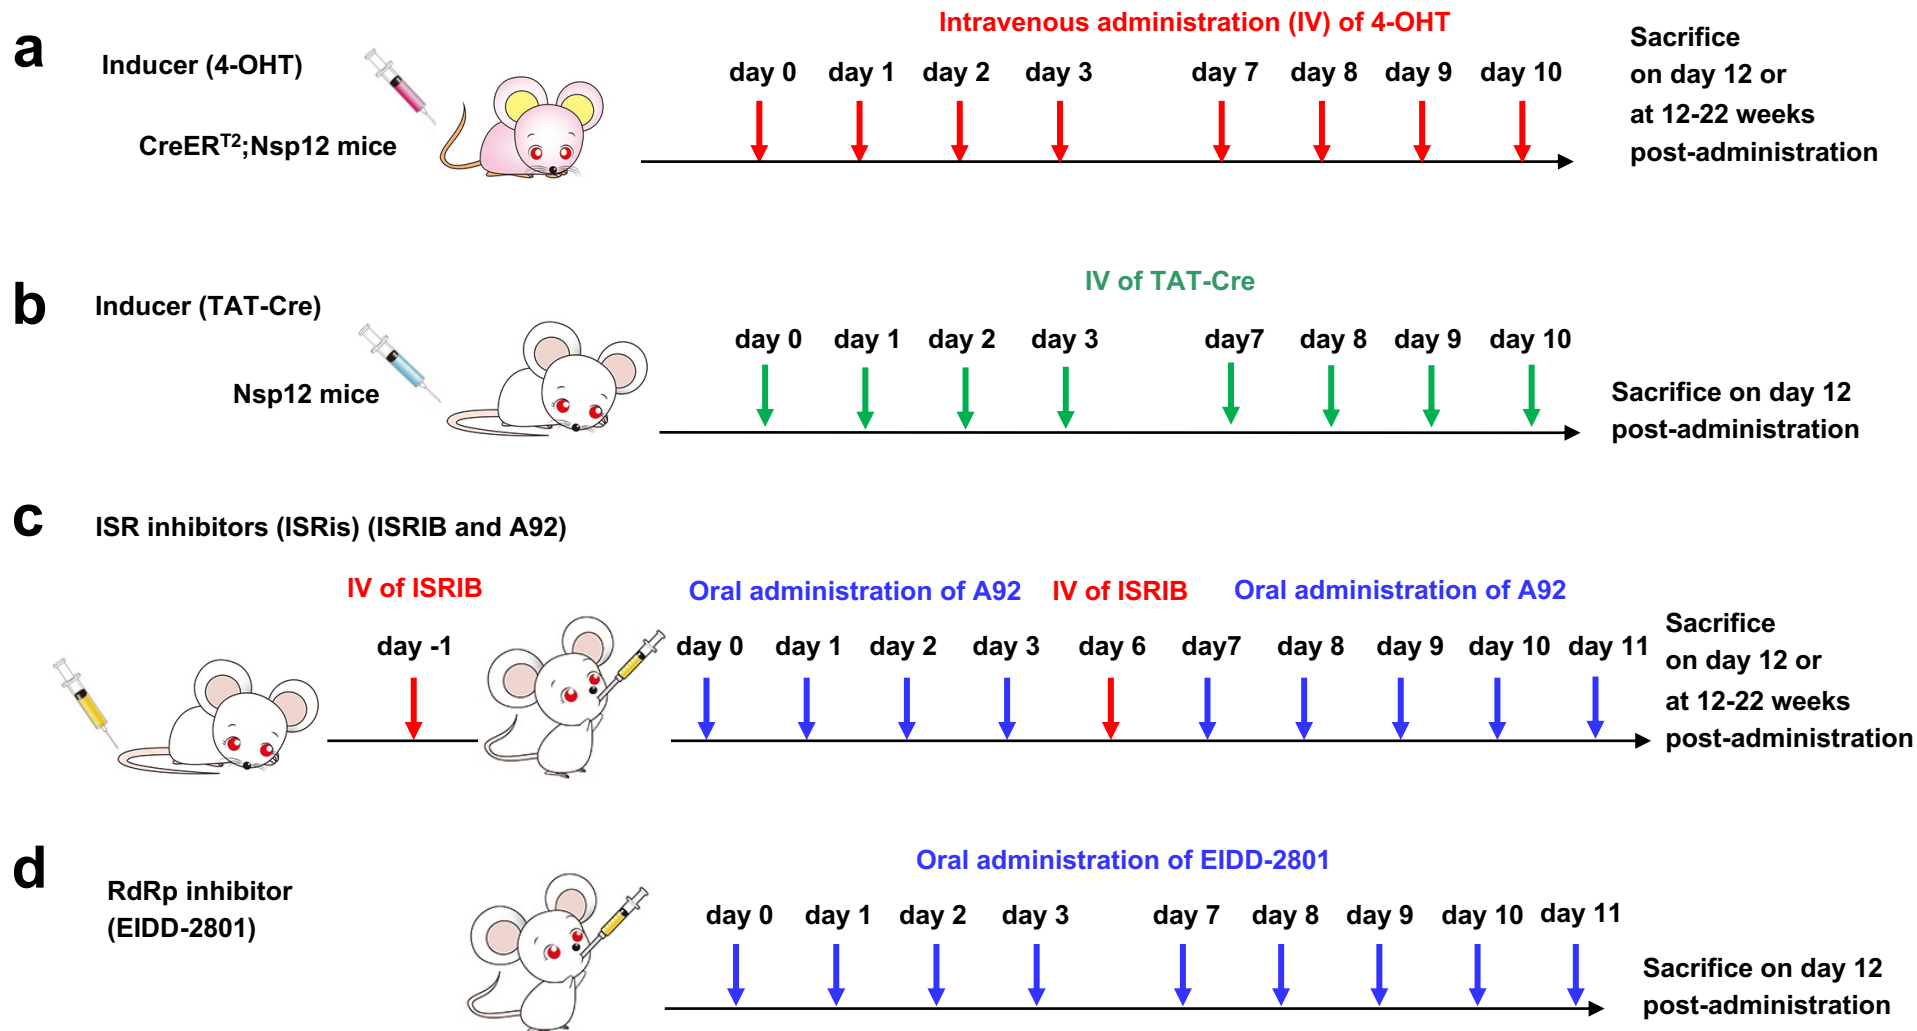 a
Inducer (4-OHT)
CreERT2;Nsp12 mice
Intravenous administration (IV) of 4-OHT
day 0 day 1 day 2 day 3 day 7 day 8 day 9 day 10
Sacrifice
on day 12 or
at 12-22 weeks
post-administration
b
Inducer (TAT-Cre)
Nsp12 mice
IV of TAT-Cre
day 0 day 1 day 2 day 3 day7 day 8 day 9 day 10
Sacrifice on day 12
post-administration
c
ISR inhibitors (ISRis) (ISRIB and A92)
IV of ISRIB Oral administration of A92 IV of ISRIB Oral administration of A92
day -1 day 0 day 1 day 2 day 3 day 6 day7 day 8 day 9 day 10 day 11
Sacrifice
on day 12 or
at 12-22 weeks
post-administration
d
RdRp inhibitor
(EIDD-2801)
Oral administration of EIDD-2801
day 0 day 1 day 2 day 3 day 7 day 8 day 9 day 10 day 11
Sacrifice on day 12
post-administration